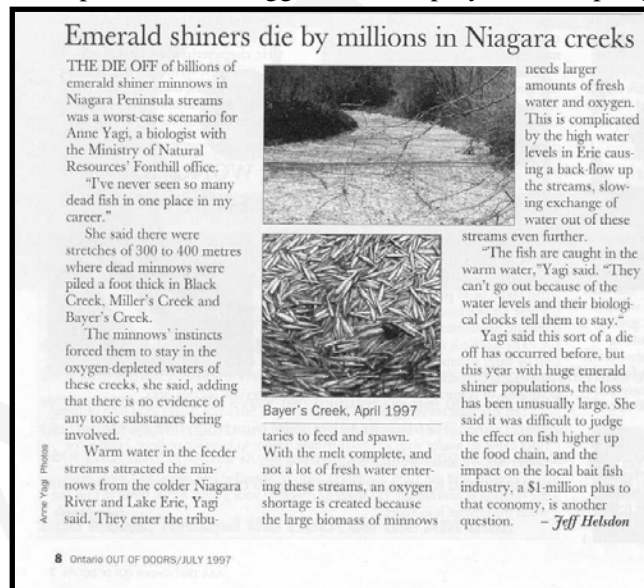 Emerald shiners die by millions in Niagara creeks
THE DIE OFF of billions of
emerald shiner minnows in
Niagara Peninsula streams
was a worst-case scenario for
Anne Yagi, a biologist with
the Ministry of Natural
Resources' Fonthill office.
"I've never seen so many
dead fish in one place in my
career."
She said there were
stretches of 300 to 400 metres
where dead minnows were
piled a foot thick in Black
Creek, Miller's Creek and
Bayer's Creek.
The minnows' instincts
forced them to stay in the
oxygen-depleted waters of
these creeks, she said, adding
that there is no evidence of
any toxic substances being
involved.
Warm water in the feeder
streams attracted the min-
nows from the colder Niagara
River and Lake Erie, Yagi
said. They enter the tribu-
Anne Yagi Photos
Bayer's Creek, April 1997
taries to feed and spawn.
With the melt complete, and
not a lot of fresh water enter-
ing these streams, an oxygen
shortage is created because
the large biomass of minnows
needs larger
amounts of fresh
water and oxygen.
This is complicated
by the high water
levels in Erie caus-
ing a back-flow up
the streams, slow-
ing exchange of
water out of these
streams even further.
"The fish are caught in the
warm water,"Yagi said. "They
can't go out because of the
water levels and their biologi-
cal clocks tell them to stay."
Yagi said this sort of a die
off has occurred before, but
this year with huge emerald
shiner populations, the loss
has been unusually large. She
said it was difficult to judge
the effect on fish higher up
the food chain, and the
impact on the local bait fish
industry, a $1-million plus to
that economy, is another
question. – Jeff Helsdon
8 Ontario OUT OF DOORS/JULY 1997